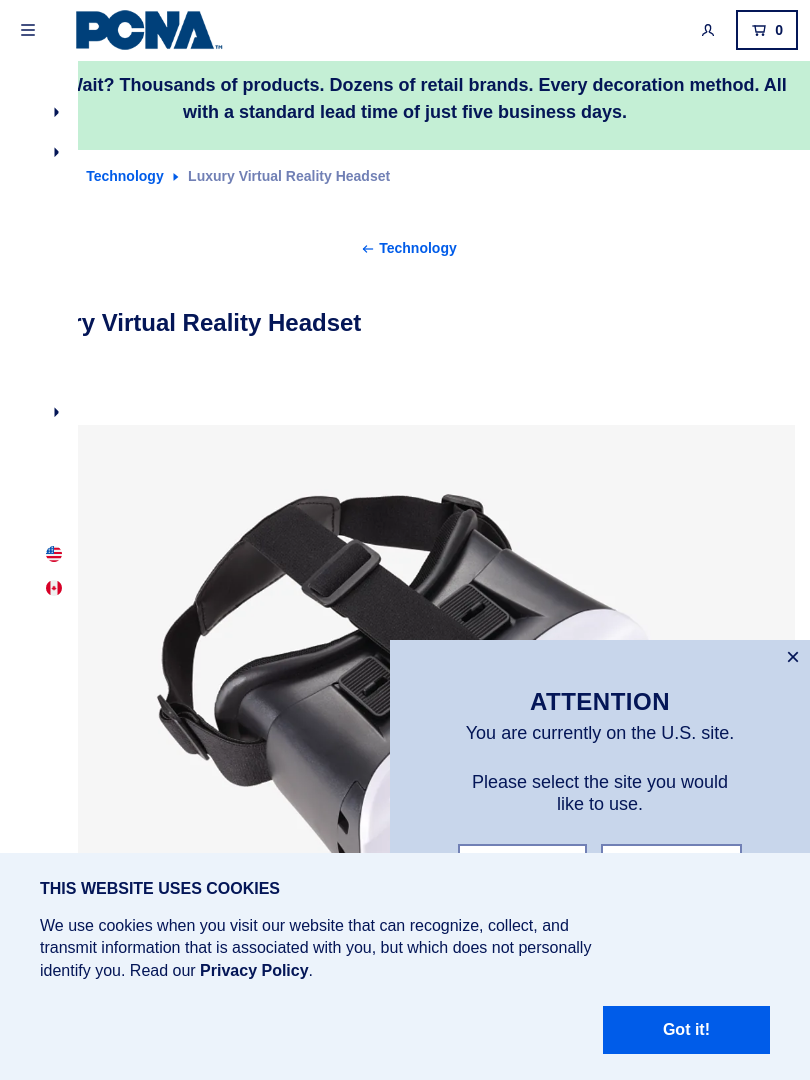 PCNA™
0
Wait? Thousands of products. Dozens of retail brands. Every decoration method. All
with a standard lead time of just five business days.
Technology Luxury Virtual Reality Headset
Technology
ry Virtual Reality Headset
ATTENTION
You are currently on the U.S. site.
Please select the site you would
like to use.
THIS WEBSITE USES COOKIES
We use cookies when you visit our website that can recognize, collect, and
transmit information that is associated with you, but which does not personally
identify you. Read our Privacy Policy.
Got it!